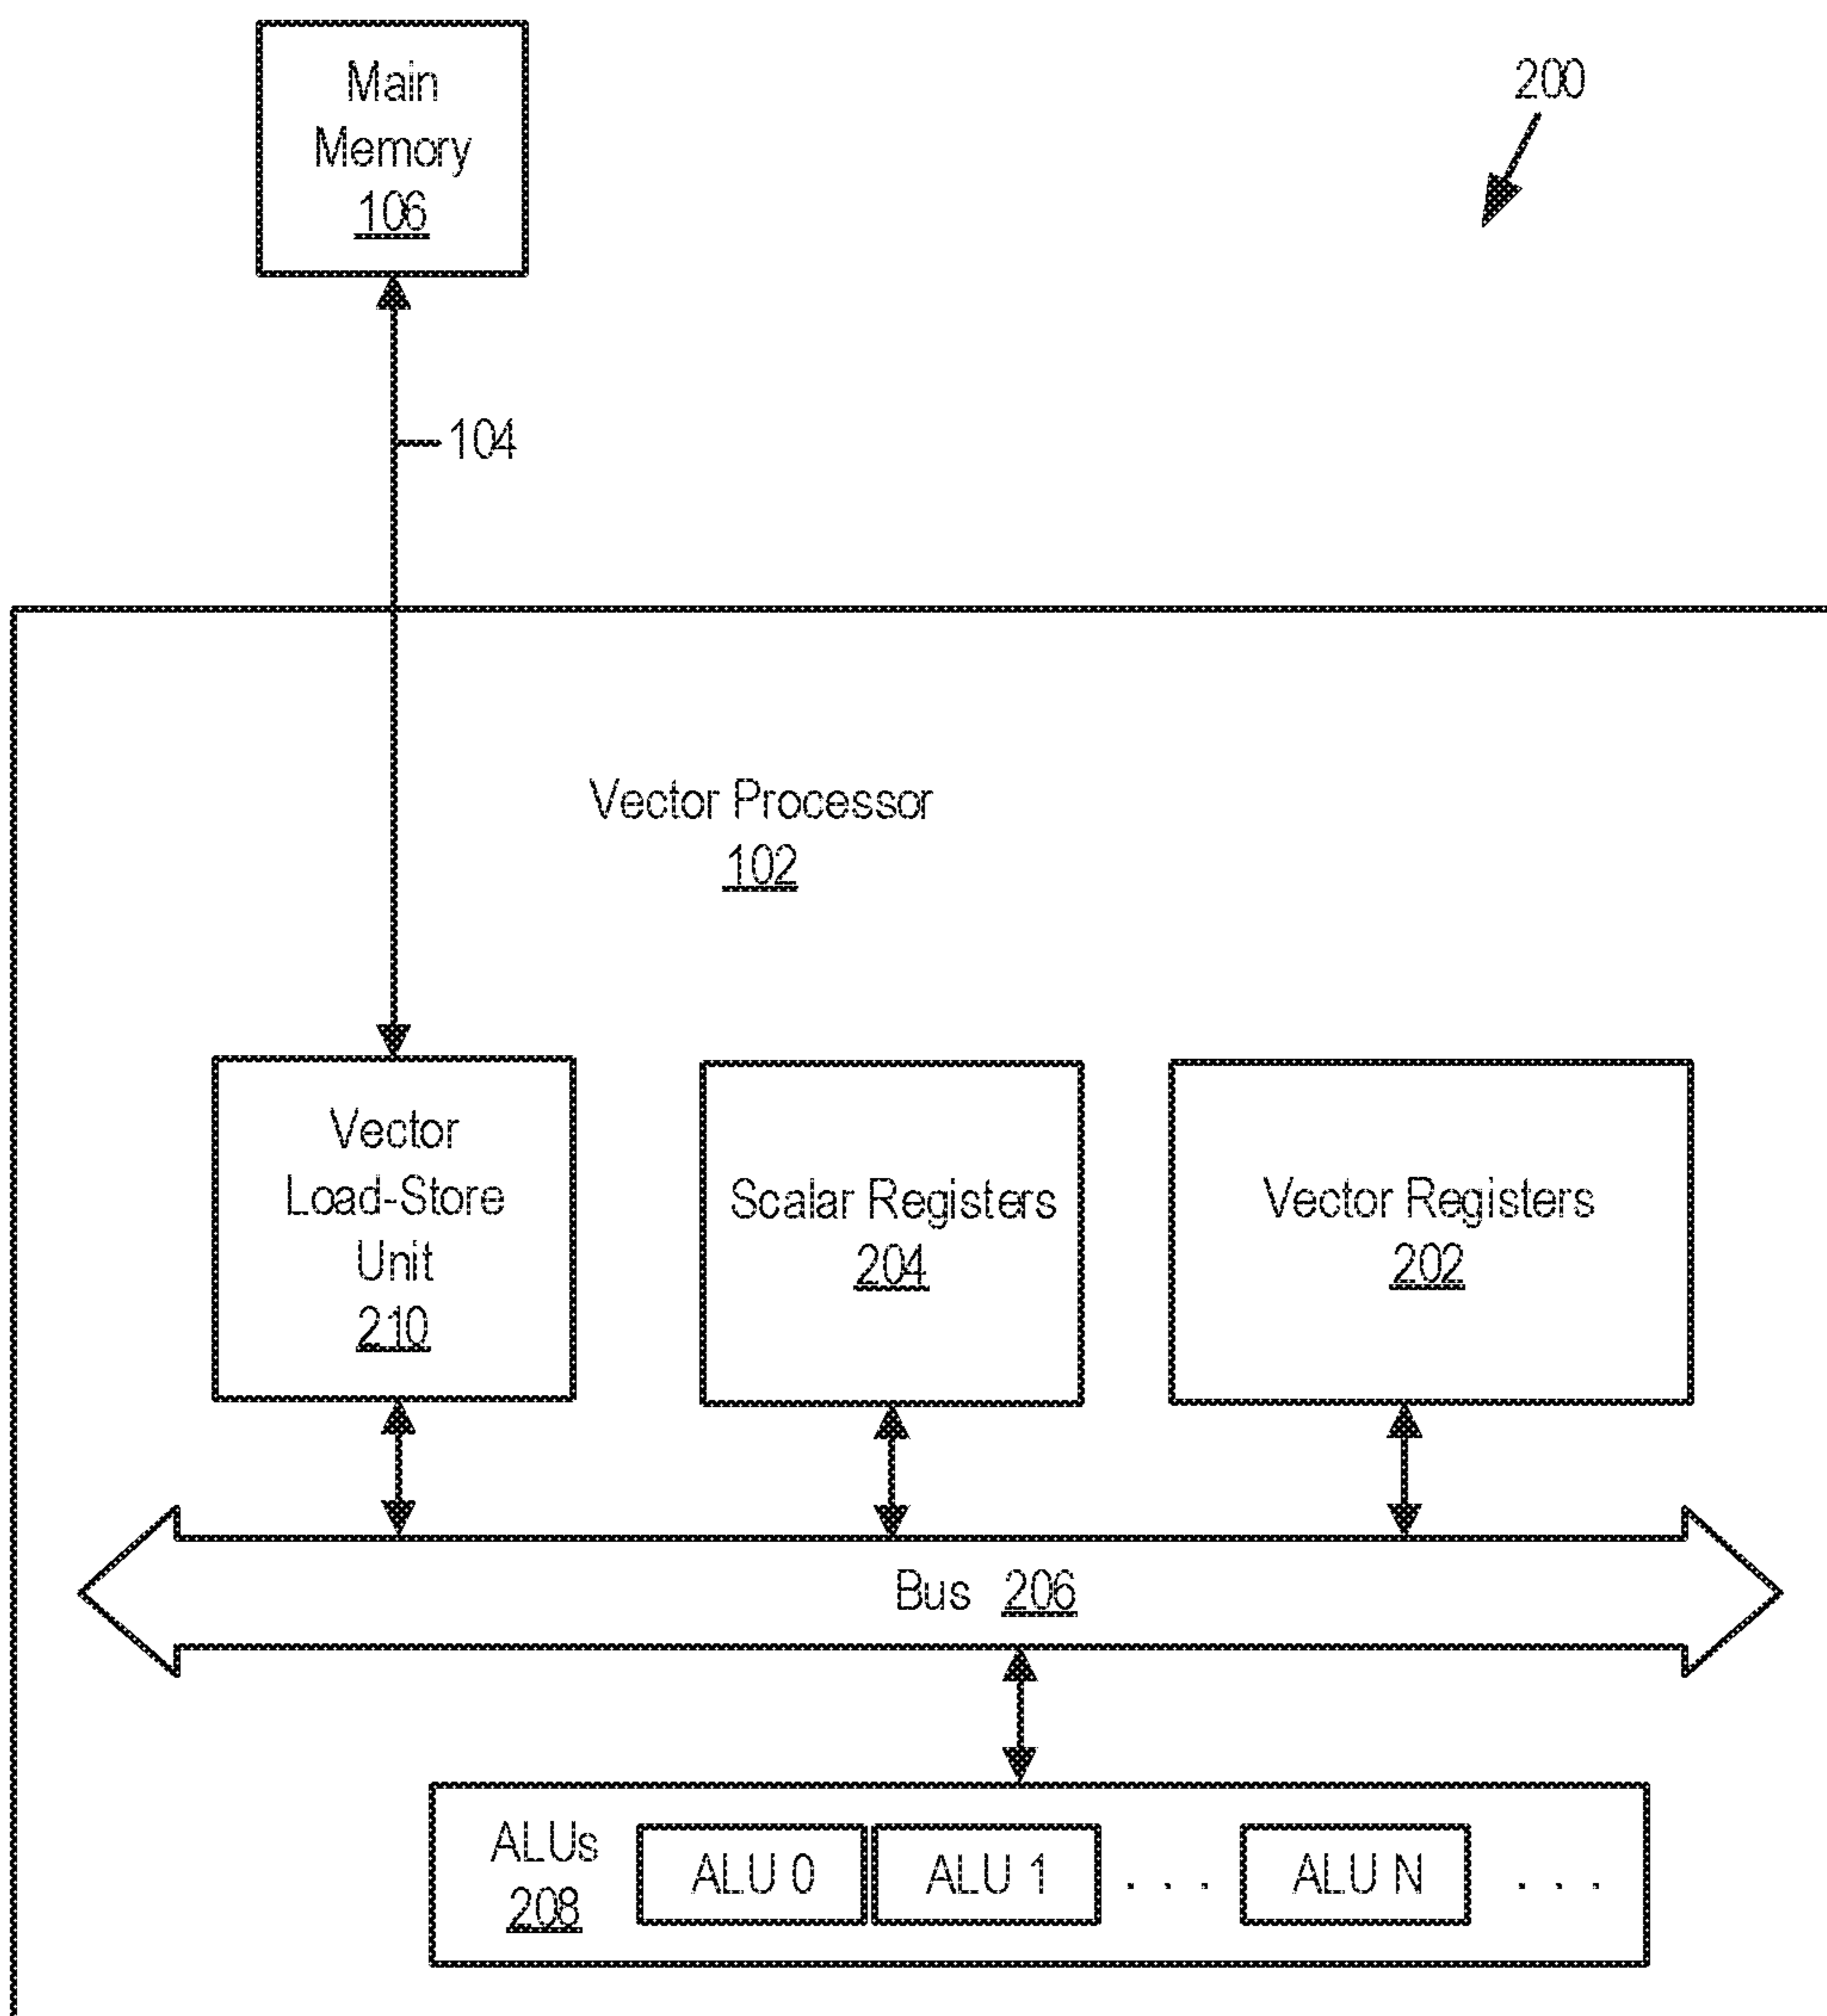 Main
Memory
106
200
104
Vector Processor
102
Vector
Load-Store
Unit
210
Scalar Registers
204
Vector Registers
202
Bus 206
ALUs
208
ALU 0
ALU 1
. . .
ALU N
. . .